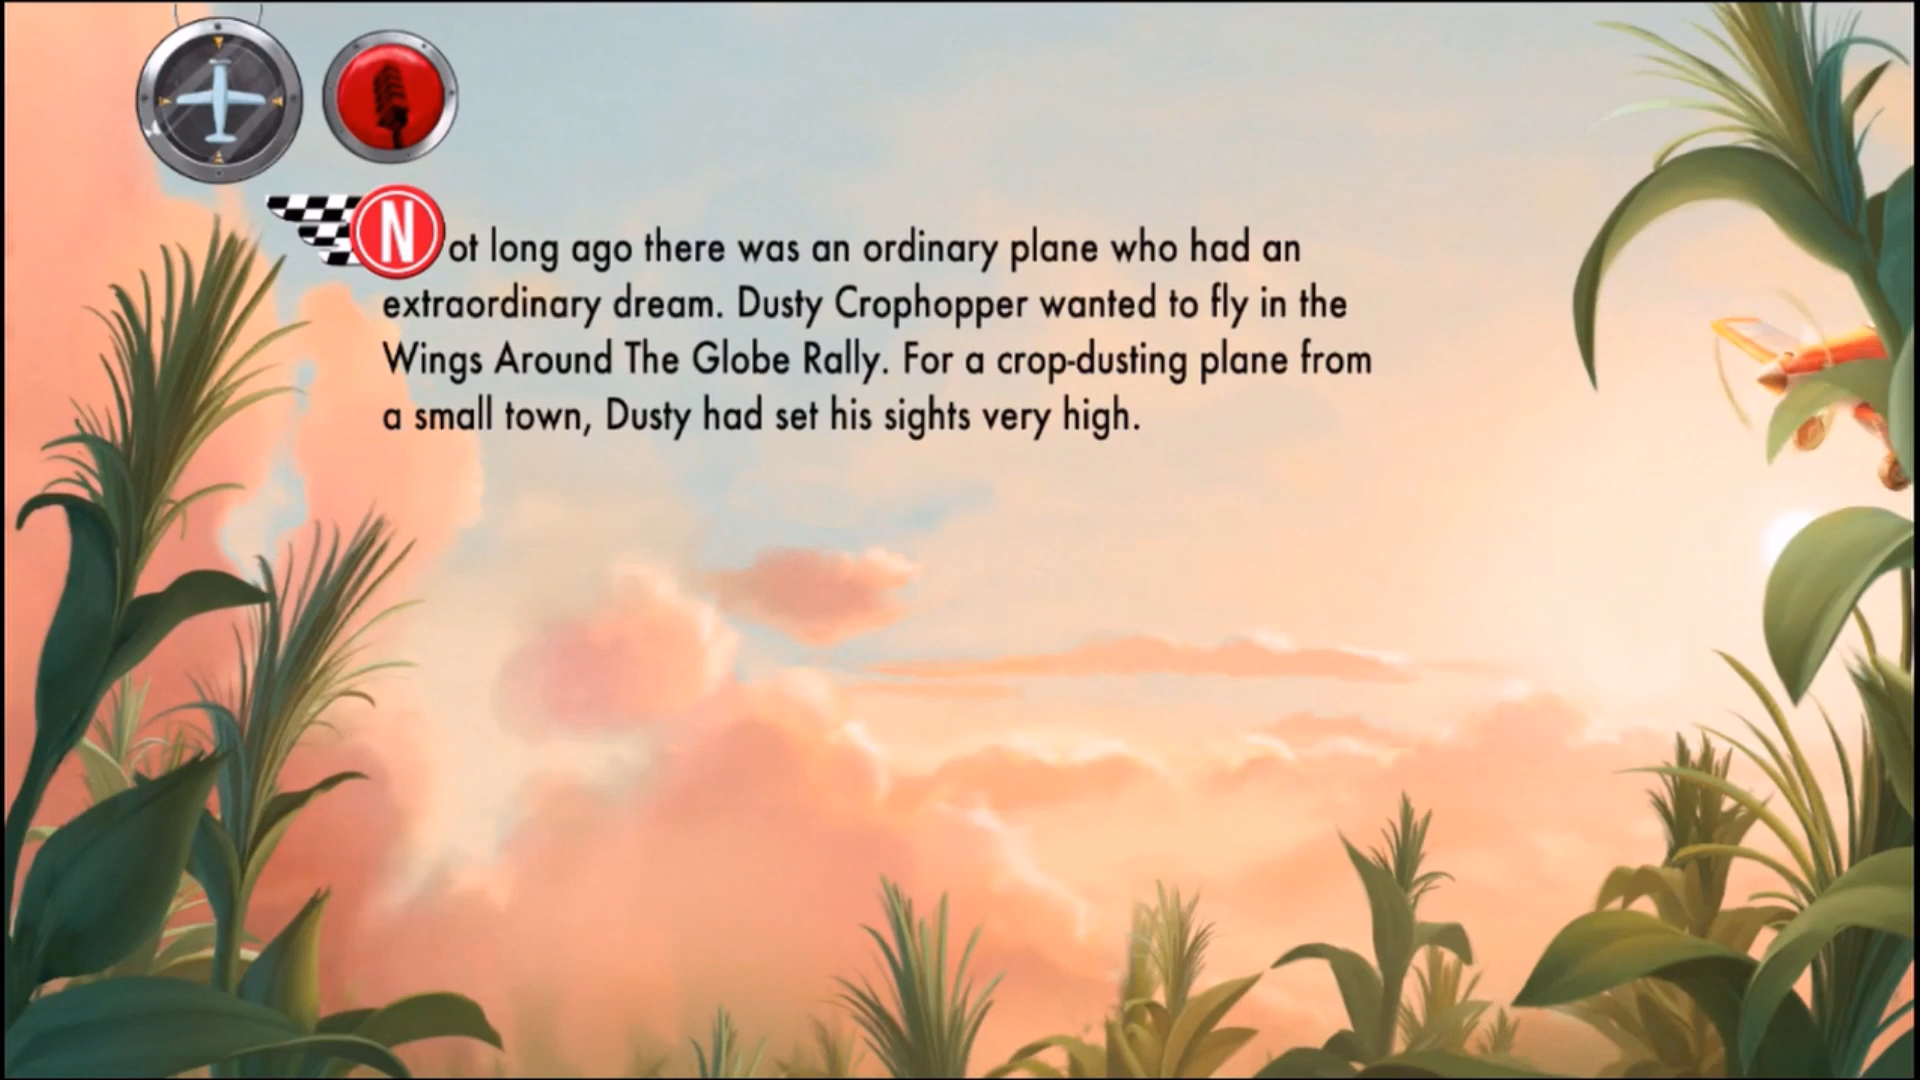 Not long ago there was an ordinary plane who had an
extraordinary dream. Dusty Crophopper wanted to fly in the
Wings Around The Globe Rally. For a crop-dusting plane from
a small town, Dusty had set his sights very high.